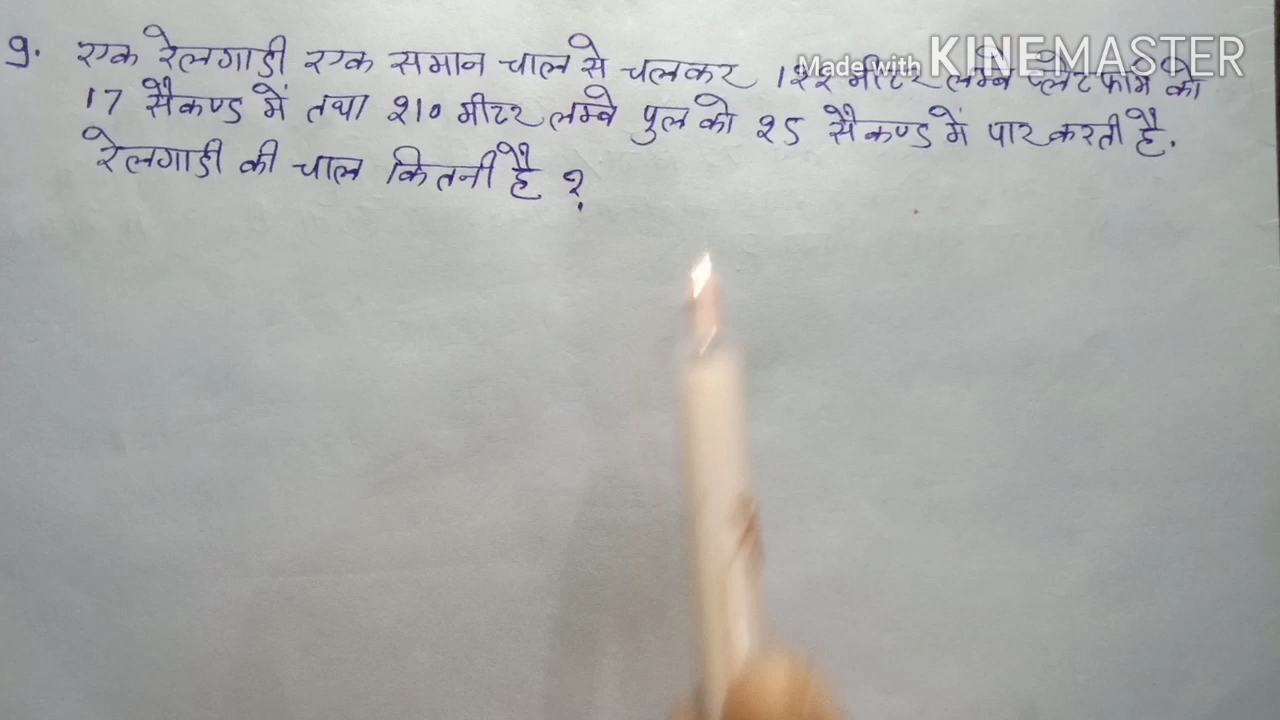 9. एक रेलगाडी एक समान चाल से चलकर 122 मीटर लम्बे प्लेटफार्म को
Made with KINEMASTER
17 सैकण्ड में तथा 210 मीटर लम्बे पुल को 25 सैकण्ड में पार करती है.
रेलगाडी की चाल कितनी है ?